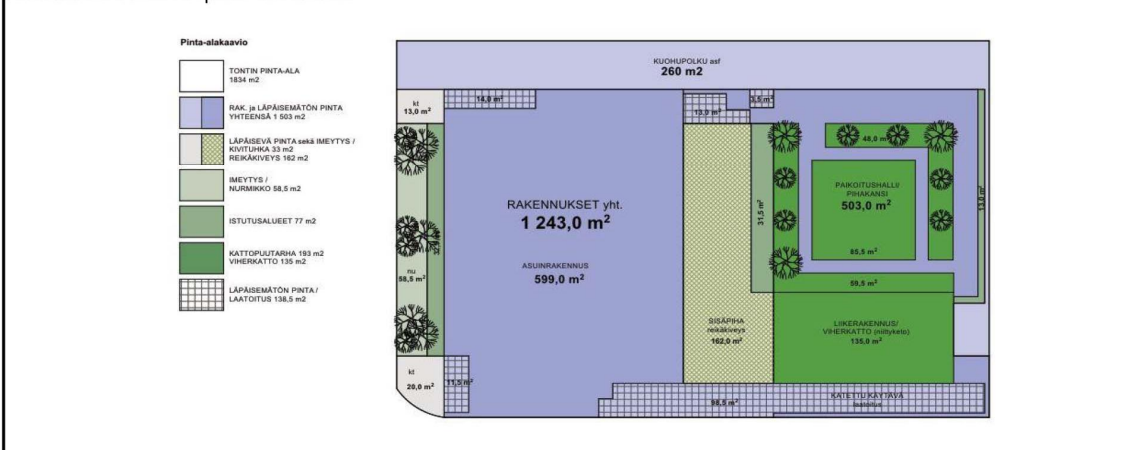 Pinta-alakaavio
TONTIN PINTA-ALA
1834 m2
RAK. ja LÄPÄISEMÄTÖN PINTA
YHTEENSÄ 1 503 m2
LÄPÄISEVÄ PINTA sekä IMEYTYS /
KIVITUHKA 33 m2
REIKÄKIVEYS 162 m2
IMEYTYS /
NURMIKKO 58,5 m2
ISTUTUSALUEET 77 m2
KATTOPUUTARHA 193 m2
VIHERKATTO 135 m2
LÄPÄISEMÄTÖN PINTA /
LAATOITUS 138,5 m2
KUOHUPOLKU asf
260 m2
kt
13,0 m²
14,0 m²
13,0 m²
3,5 m²
48,0 m²
RAKENNUKSET yht.
1 243,0 m²
ASUINRAKENNUS
599,0 m²
31,5 m²
PAIKOITUSHALLI/
PIHAKANSI
503,0 m²
85,5 m²
13,0 m²
nu
58,5 m²
59,5 m²
SISÄPIHA
reikäkiveys
162,0 m²
LIIKERAKENNUS/
VIHERKATTO (niittyketo)
135,0 m²
kt
20,0 m²
11,5 m²
98,5 m²
KATETTU KÄYTÄVÄ
laatoitus